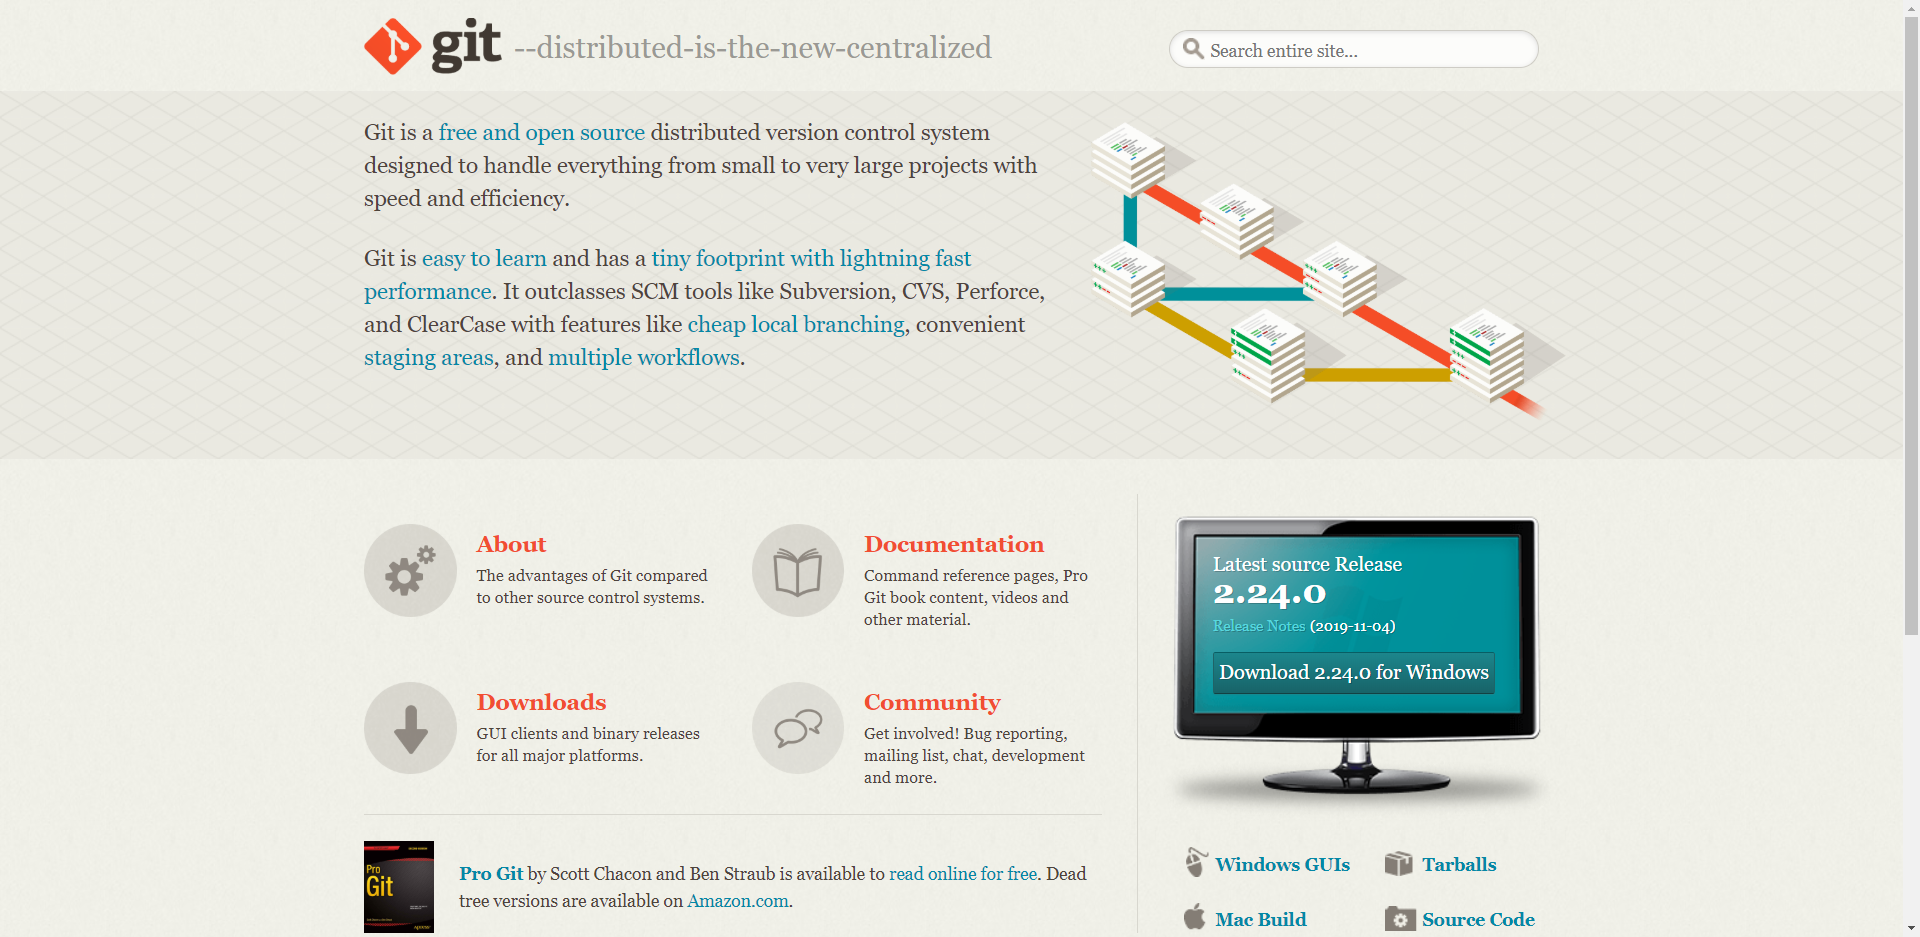 git --distributed-is-the-new-centralized
Search entire site...
Git is a free and open source distributed version control system
designed to handle everything from small to very large projects with
speed and efficiency.
Git is easy to learn and has a tiny footprint with lightning fast
performance. It outclasses SCM tools like Subversion, CVS, Perforce,
and ClearCase with features like cheap local branching, convenient
staging areas, and multiple workflows.
About
The advantages of Git compared
to other source control systems.
Documentation
Command reference pages, Pro
Git book content, videos and
other material.
Downloads
GUI clients and binary releases
for all major platforms.
Community
Get involved! Bug reporting,
mailing list, chat, development
and more.
Pro
Git
Pro Git by Scott Chacon and Ben Straub is available to read online for free. Dead
tree versions are available on Amazon.com.
Latest source Release
2.24.0
Release Notes (2019-11-04)
Download 2.24.0 for Windows
Windows GUIs
Tarballs
Mac Build
Source Code